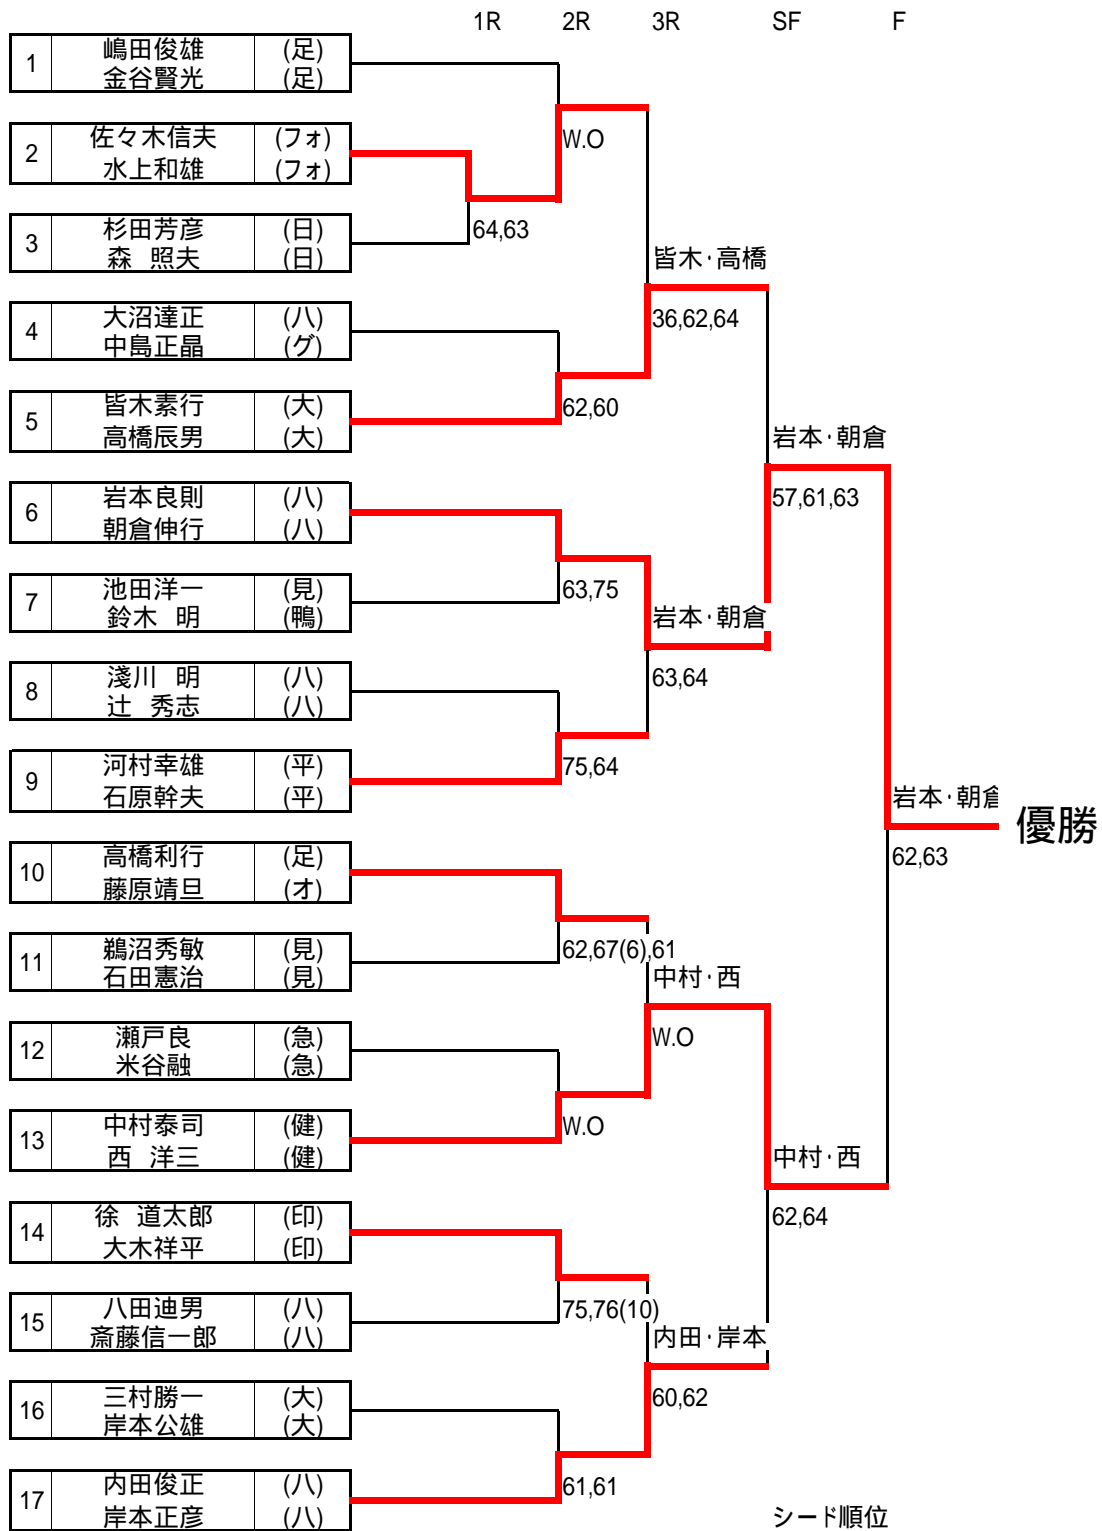 1R 2R 3R SF F
1 嶋田俊雄 (足)
金谷賢光 (足)
W.O
2 佐々木信夫 (フォ)
水上和雄 (フォ)
64,63
3 杉田芳彦 (日)
森 照夫 (日)
皆木・高橋
36,62,64
4 大沼達正 (八)
中島正晶 (グ)
62,60
5 皆木素行 (大)
高橋辰男 (大)
岩本・朝倉
57,61,63
6 岩本良則 (八)
朝倉伸行 (八)
63,75
7 池田洋一 (見)
鈴木 明 (鴨)
岩本・朝倉
63,64
8 淺川 明 (八)
辻 秀志 (八)
75,64
9 河村幸雄 (平)
石原幹夫 (平)
岩本・朝倉
優勝
62,63
10 高橋利行 (足)
藤原靖旦 (オ)
62,67(6),61
11 鵜沼秀敏 (見)
石田憲治 (見)
中村・西
W.O
12 瀬戸良 (急)
米谷融 (急)
W.O
13 中村泰司 (健)
西 洋三 (健)
中村・西
62,64
14 徐 道太郎 (印)
大木祥平 (印)
75,76(10)
15 八田迪男 (八)
斎藤信一郎 (八)
内田・岸本
60,62
16 三村勝一 (大)
岸本公雄 (大)
61,61
17 内田俊正 (八)
岸本正彦 (八)
シード順位